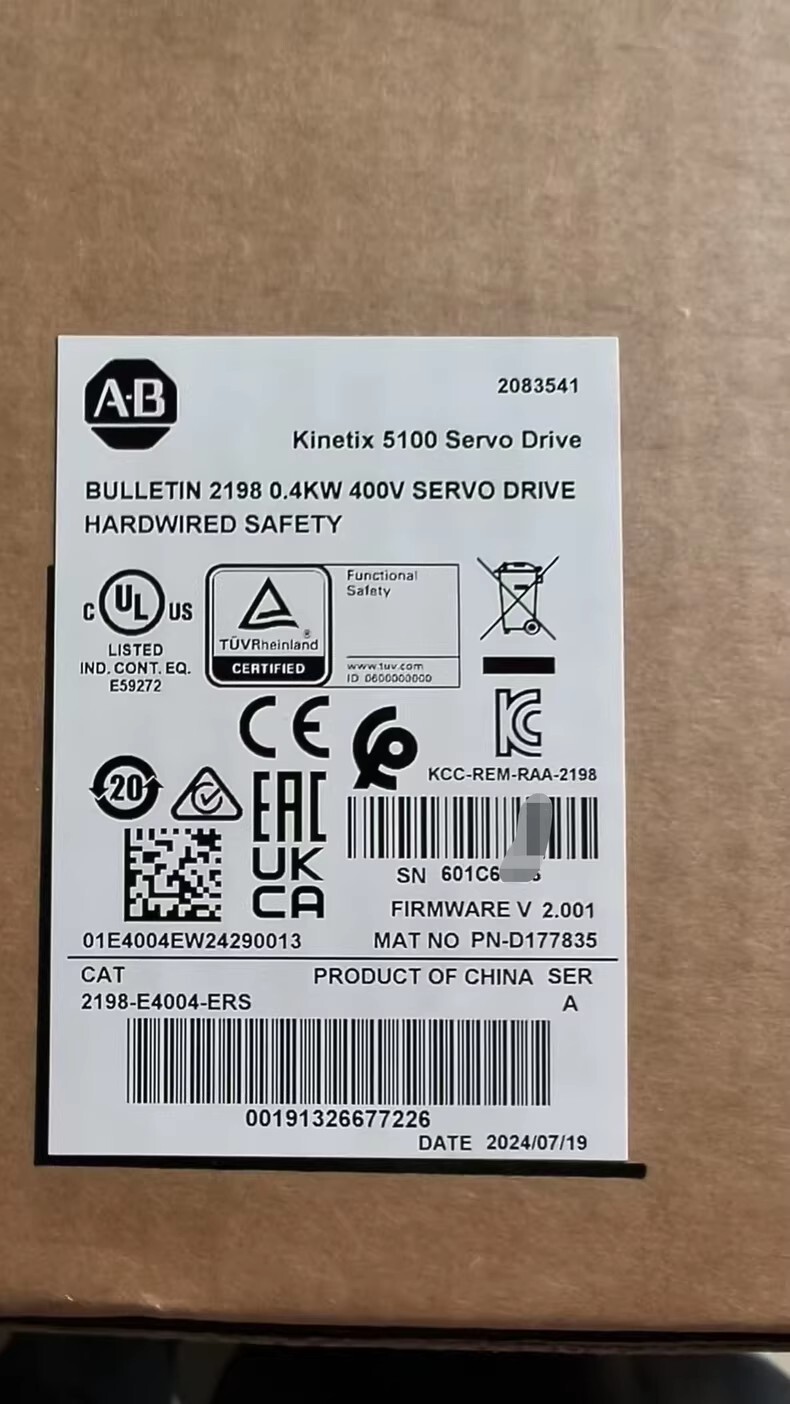 A-B
2083541
Kinetix 5100 Servo Drive
BULLETIN 2198 0.4KW 400V SERVO DRIVE
HARDWIRED SAFETY
C UL US
LISTED
IND. CONT. EQ.
E59272
TÜVRheinland®
CERTIFIED
Functional
Safety
www.tuv.com
ID 0600000000
CE
KC
KCC-REM-RAA-2198
20
EAC
UK
CA
SN 601C6
FIRMWARE V 2.001
01E4004EW24290013
MAT NO PN-D177835
CAT
PRODUCT OF CHINA SER
2198-E4004-ERS
A
00191326677226
DATE 2024/07/19